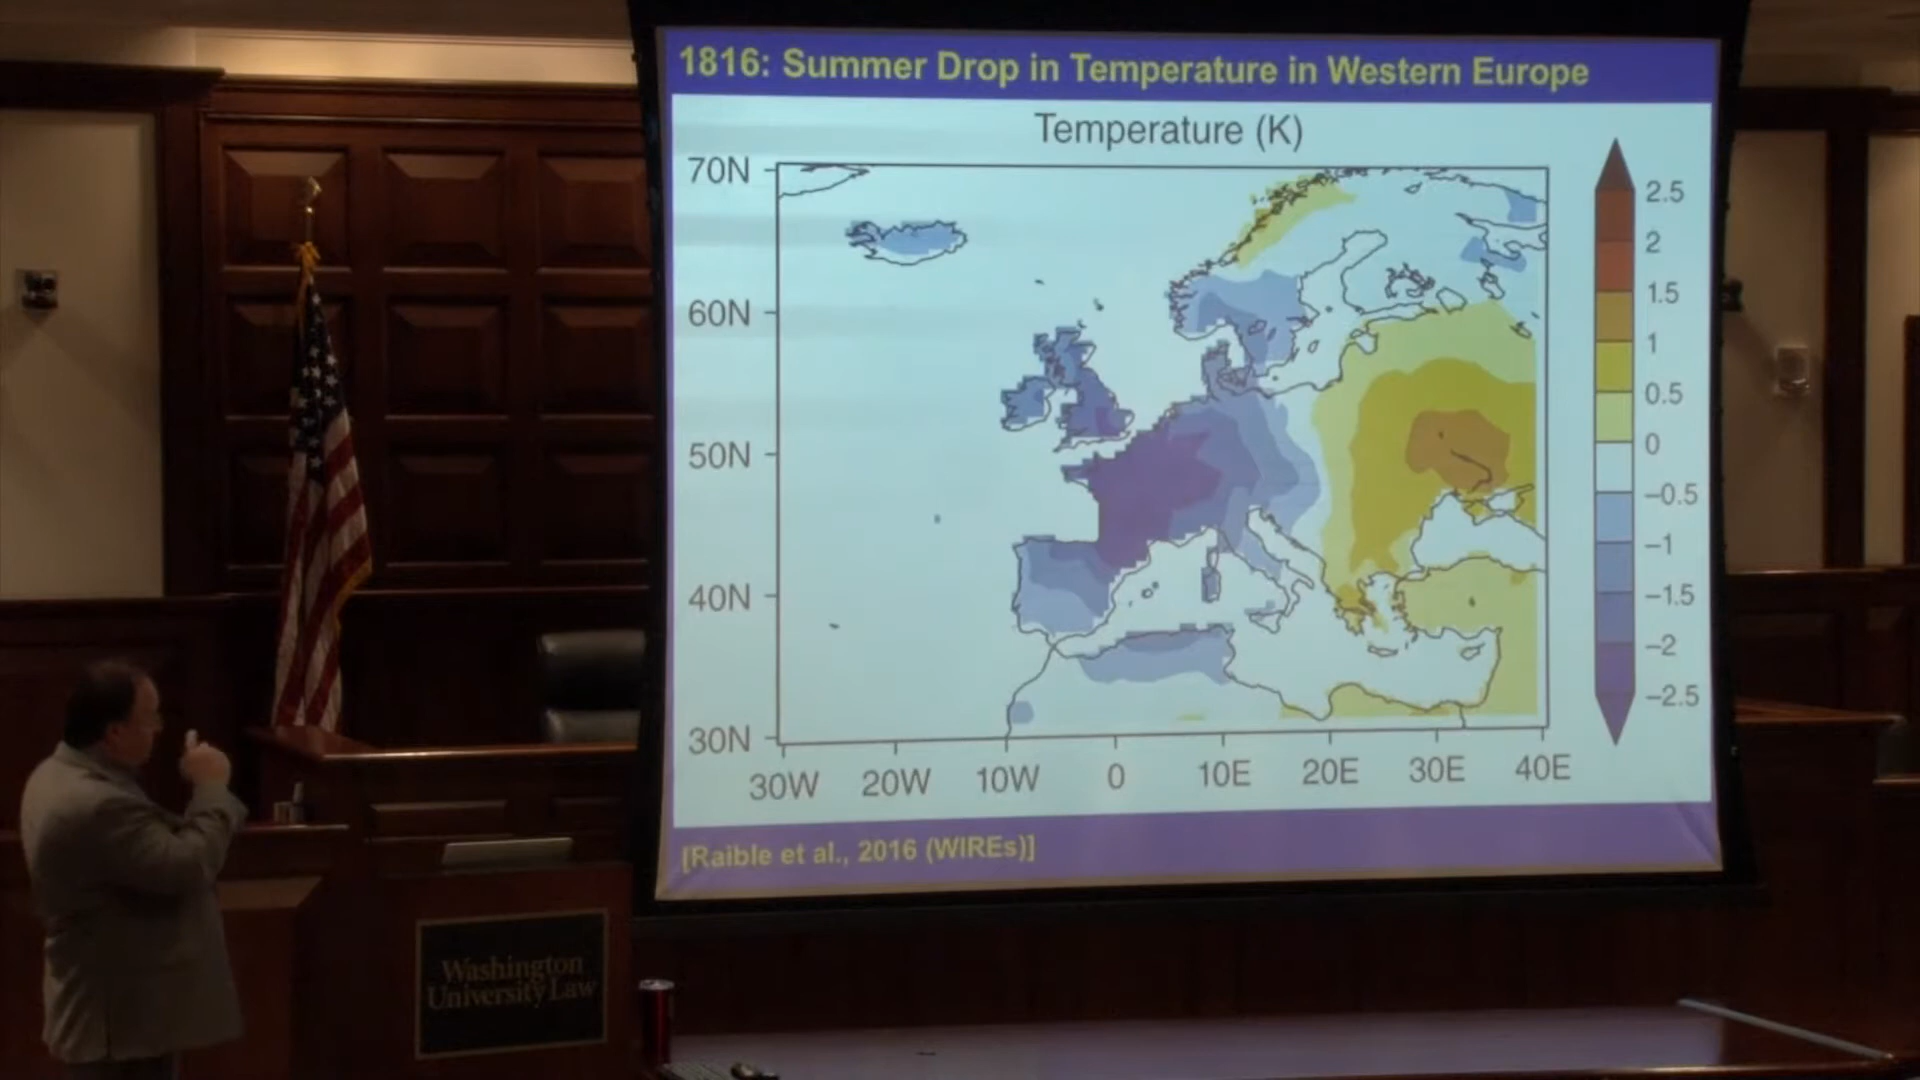 1816: Summer Drop in Temperature in Western Europe
Temperature (K)
70N
60N
50N
40N
30N
30W 20W 10W 0 10E 20E 30E 40E
2.5
2
1.5
1
0.5
0
−0.5
−1
−1.5
−2
−2.5
[Raible et al., 2016 (WIREs)]
Washington
University Law